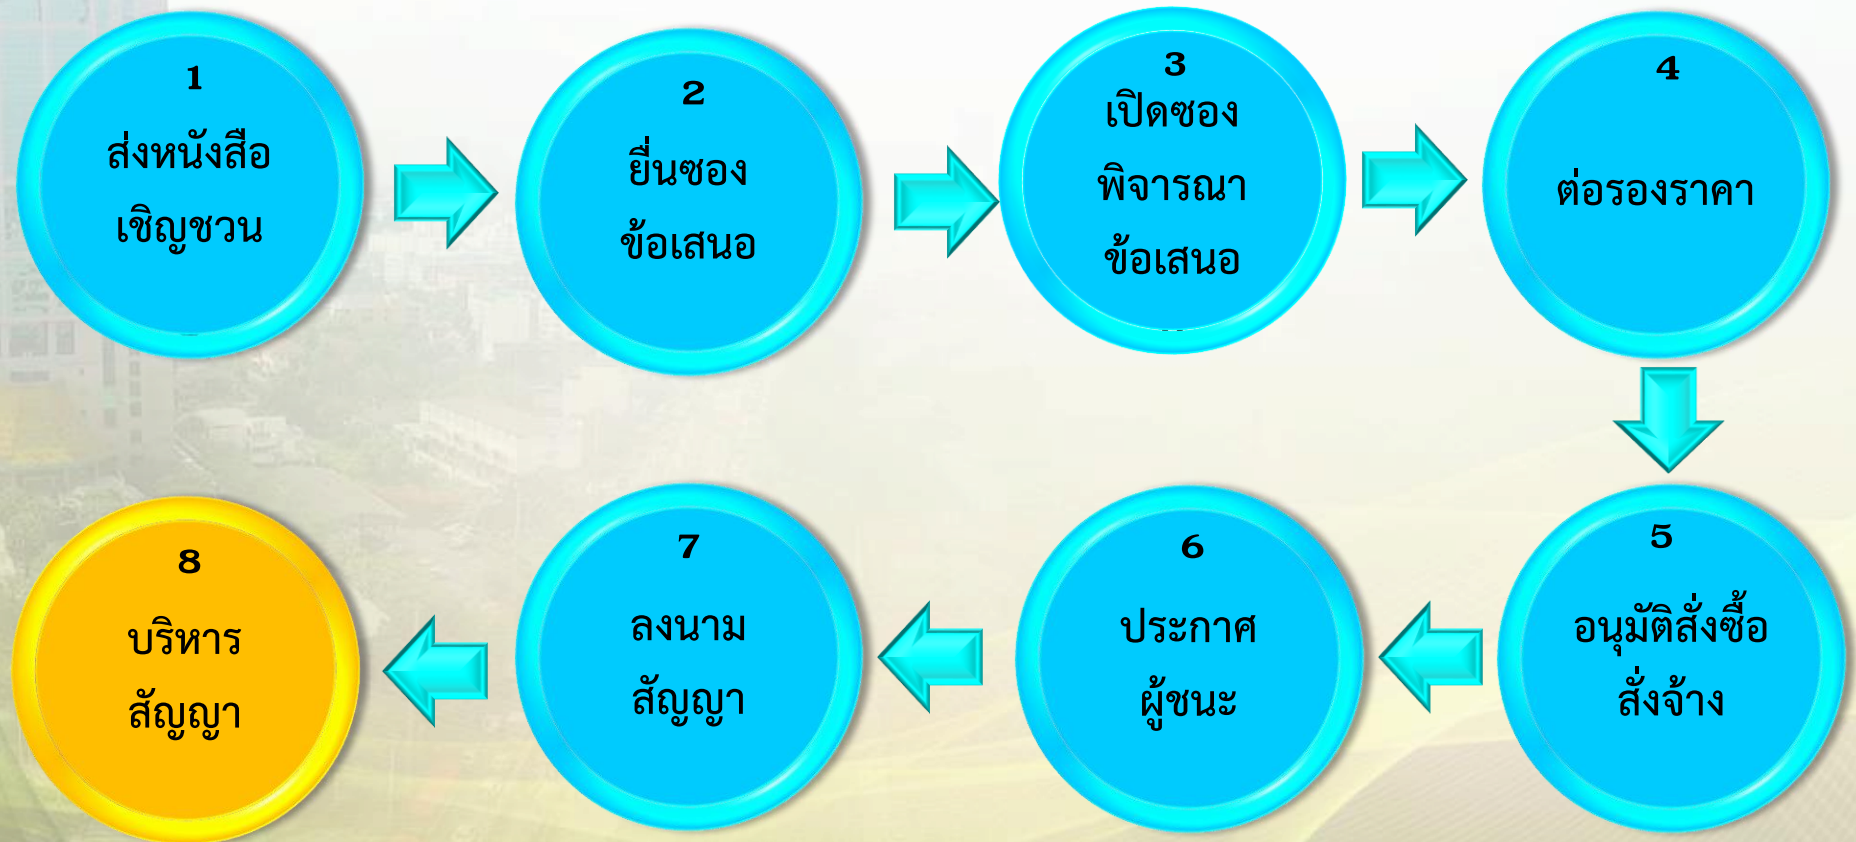 1
ส่งหนังสือ
เชิญชวน
2
ยื่นซอง
ข้อเสนอ
3
เปิดซอง
พิจารณา
ข้อเสนอ
4
ต่อรองราคา
5
อนุมัติสั่งซื้อ
สั่งจ้าง
6
ประกาศ
ผู้ชนะ
7
ลงนาม
สัญญา
8
บริหาร
สัญญา